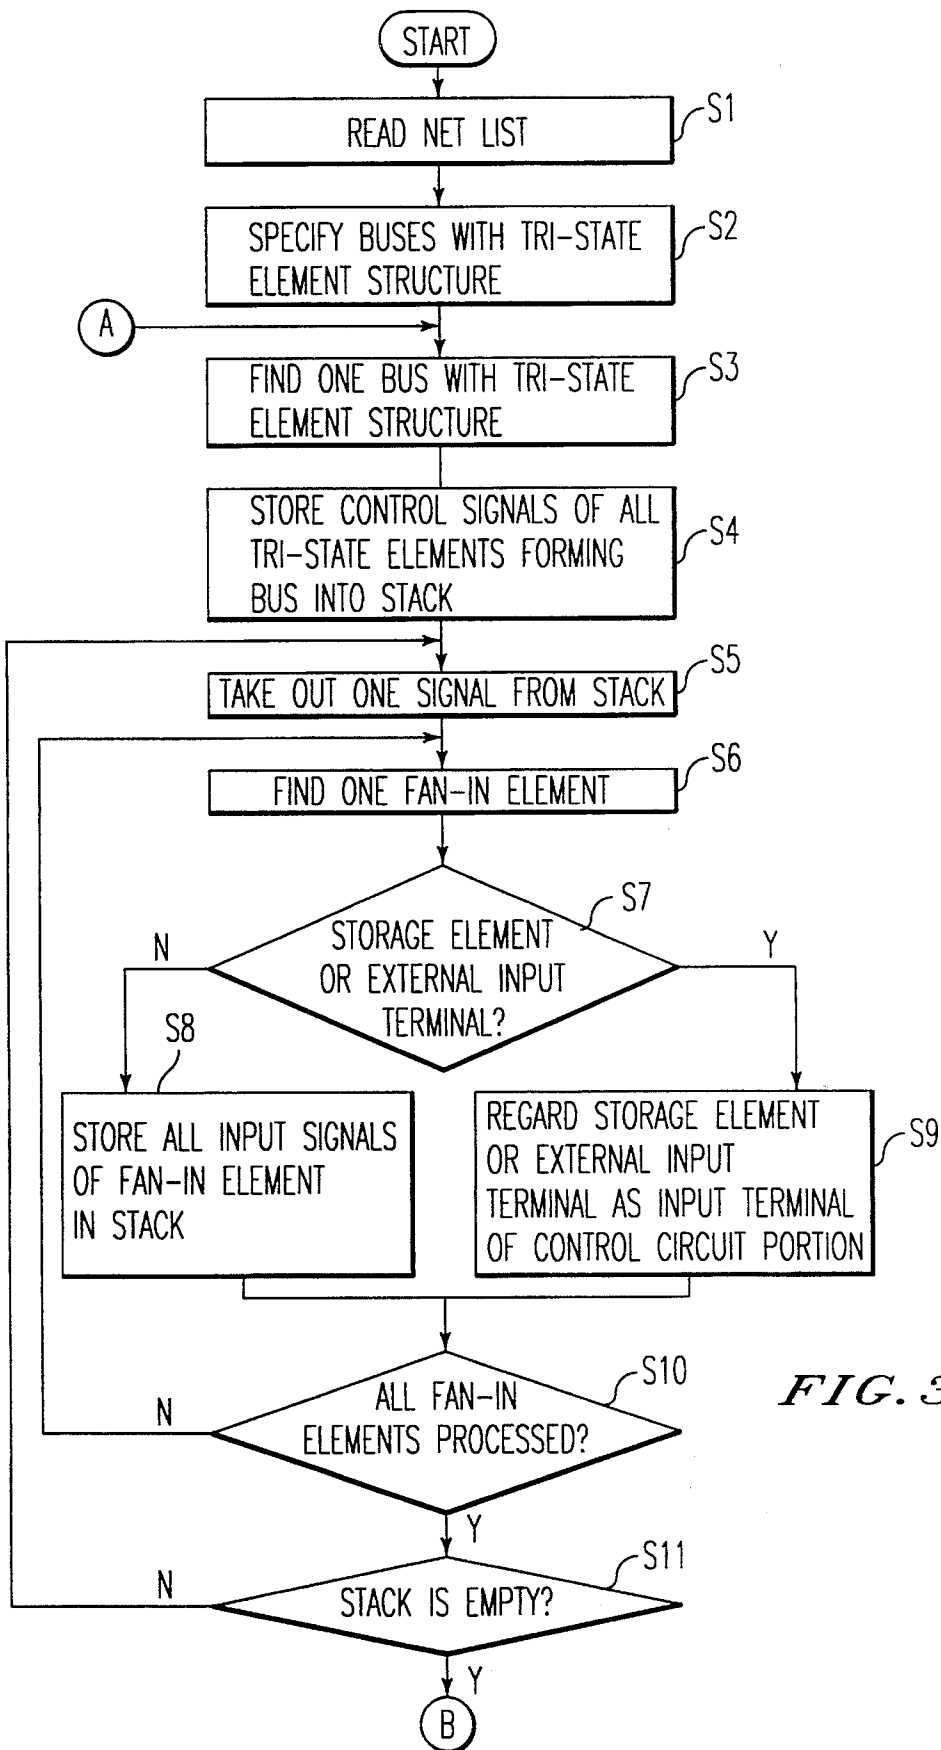 START
READ NET LIST
S1
SPECIFY BUSES WITH TRI-STATE
ELEMENT STRUCTURE
S2
A
FIND ONE BUS WITH TRI-STATE
ELEMENT STRUCTURE
S3
STORE CONTROL SIGNALS OF ALL
TRI-STATE ELEMENTS FORMING
BUS INTO STACK
S4
TAKE OUT ONE SIGNAL FROM STACK
S5
FIND ONE FAN-IN ELEMENT
S6
STORAGE ELEMENT
OR EXTERNAL INPUT
TERMINAL?
S7
N
Y
S8
STORE ALL INPUT SIGNALS
OF FAN-IN ELEMENT
IN STACK
REGARD STORAGE ELEMENT
OR EXTERNAL INPUT
TERMINAL AS INPUT TERMINAL
OF CONTROL CIRCUIT PORTION
S9
ALL FAN-IN
ELEMENTS PROCESSED?
S10
N
Y
FIG. 3
STACK IS EMPTY?
S11
N
Y
B